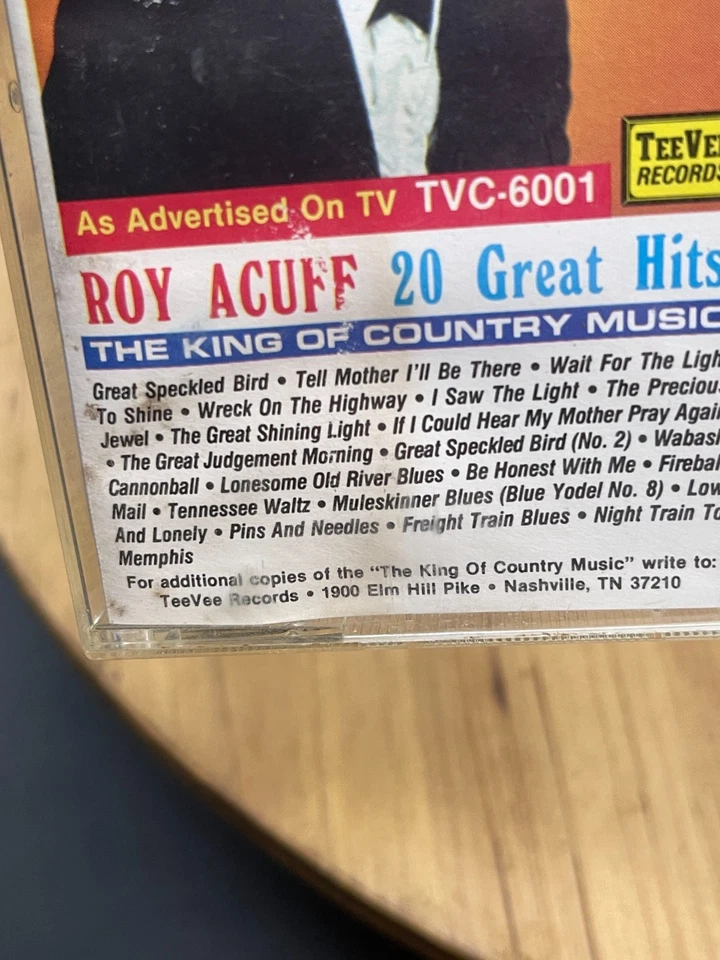 TEEVE
RECORDS
As Advertised On TV TVC-6001
ROY ACUFF 20 Great Hits
THE KING OF COUNTRY MUSIC
Great Speckled Bird • Tell Mother I'll Be There • Wait For The Ligh
To Shine • Wreck On The Highway • I Saw The Light • The Preciou
Jewel • The Great Shining Light • If I Could Hear My Mother Pray Agai
• The Great Judgement Morning • Great Speckled Bird (No. 2) • Wabas
Cannonball • Lonesome Old River Blues • Be Honest With Me • Firebal
Mail • Tennessee Waltz • Muleskinner Blues (Blue Yodel No. 8) • Low
And Lonely • Pins And Needles • Freight Train Blues • Night Train To
Memphis
For additional copies of the "The King Of Country Music" write to:
TeeVee Records • 1900 Elm Hill Pike • Nashville, TN 37210